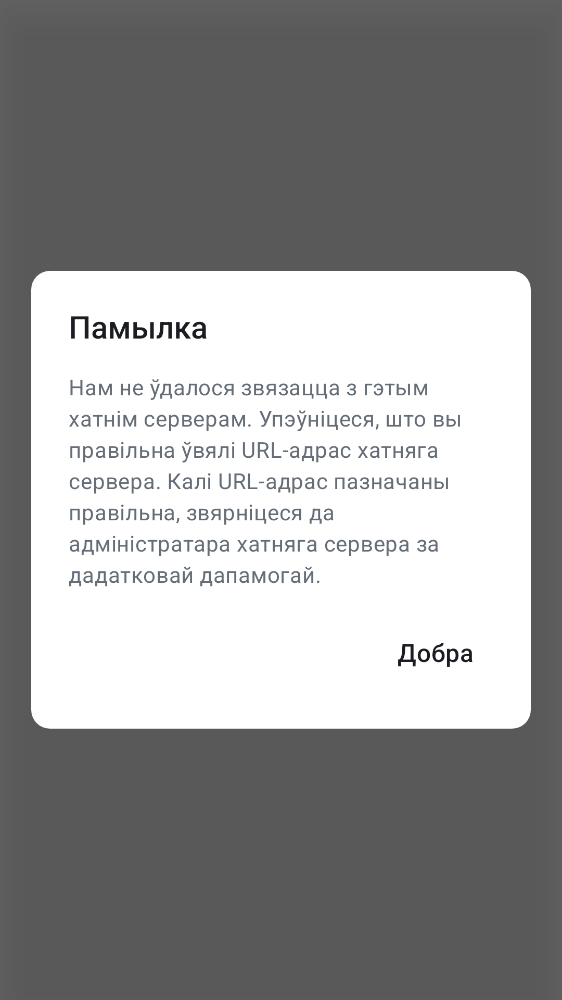 Памылка
Нам не ўдалося звязацца з гэтым
хатнім серверам. Упэўніцеся, што вы
правільна ўвялі URL-адрас хатняга
сервера. Калі URL-адрас пазначаны
правільна, звярніцеся да
адміністратара хатняга сервера за
дадатковай дапамогай.
Добра